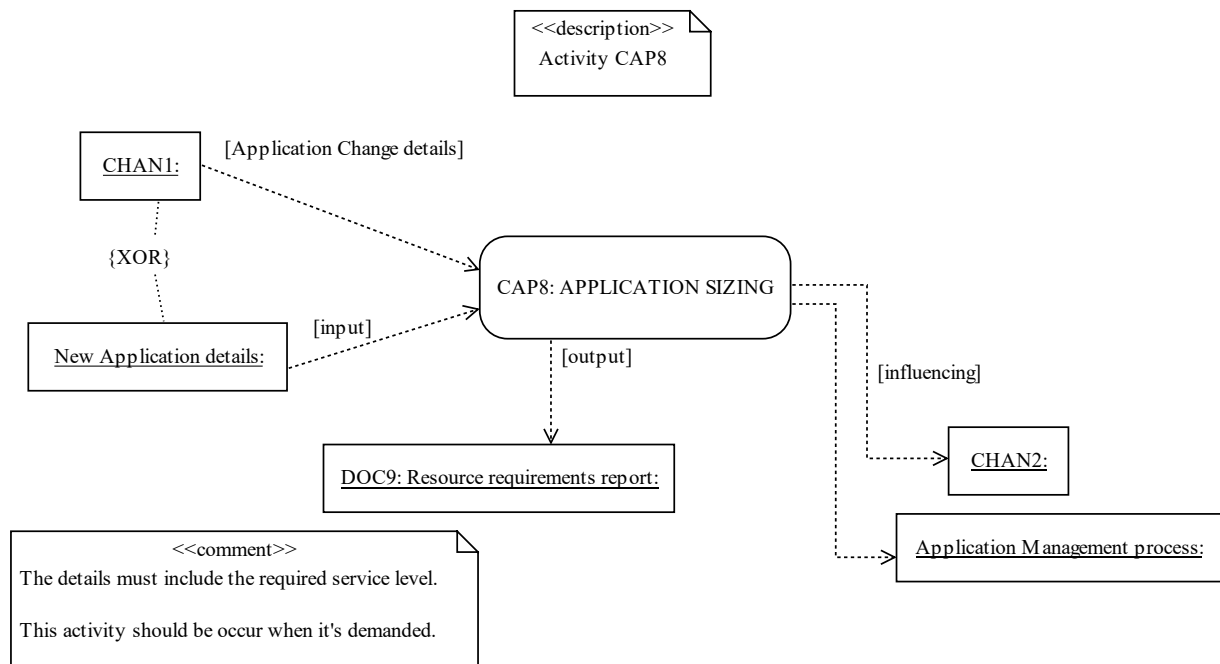 <<description>>
Activity CAP8
CHAN1:
[Application Change details]
{XOR}
CAP8: APPLICATION SIZING
New Application details:
[input]
[output]
[influencing]
CHAN2:
DOC9: Resource requirements report:
Application Management process:
<<comment>>
The details must include the required service level.
This activity should be occur when it's demanded.